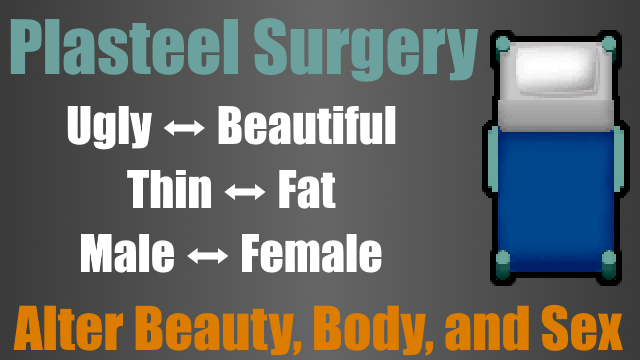 Plasteel Surgery
Ugly ↔ Beautiful
Thin ↔ Fat
Male ↔ Female
Alter Beauty, Body, and Sex